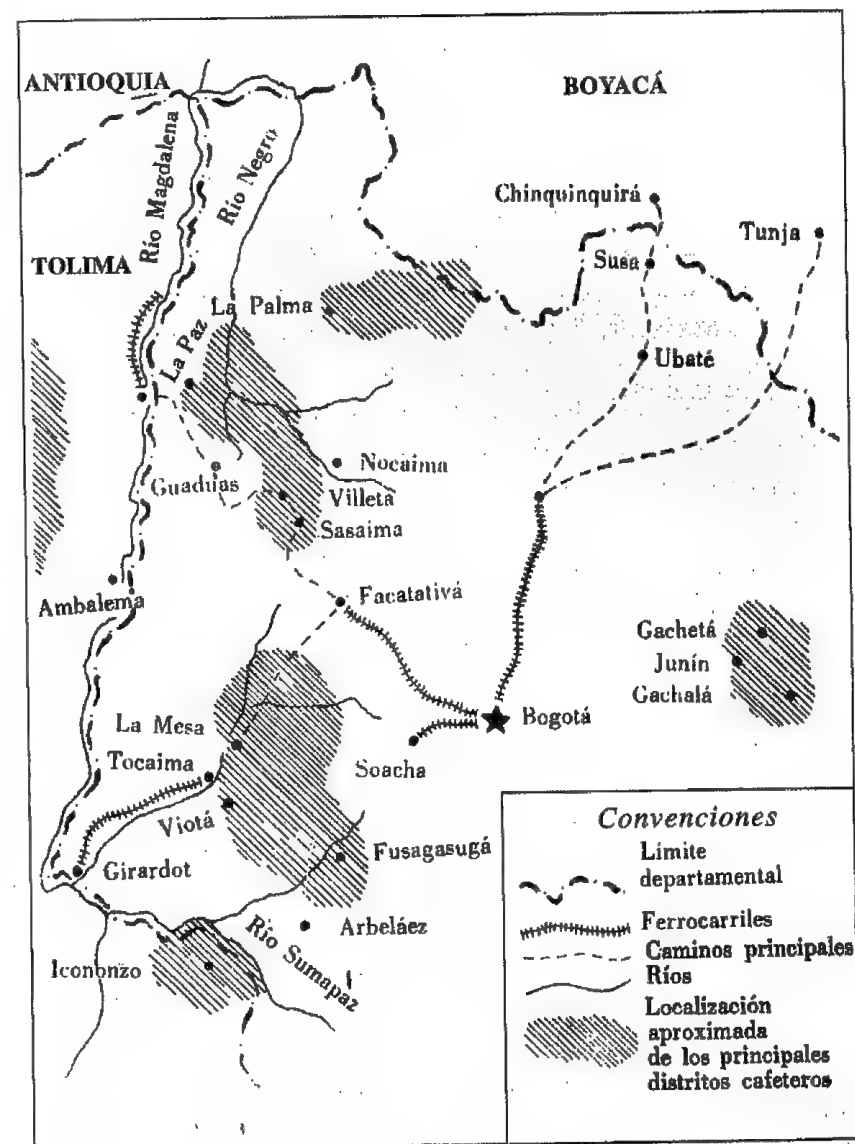 ANTIOQUIA
BOYACÁ
Río Magdalena
Río Negro
Chinquinquirá
Tunja
TOLIMA
Susa
La Palma
La Paz
Ubaté
Nocaima
Guaduas
Villeta
Sasaima
Ambalema
Facatativá
Gachetá
Junín
Gachalá
La Mesa
Bogotá
Tocaima
Soacha
Viotá
Fusagasugá
Girardot
Arbeláez
Río Sumapaz
Icononzo
Convenciones
Límite
departamental
Ferrocarriles
Caminos principales
Ríos
Localización
aproximada
de los principales
distritos cafeteros